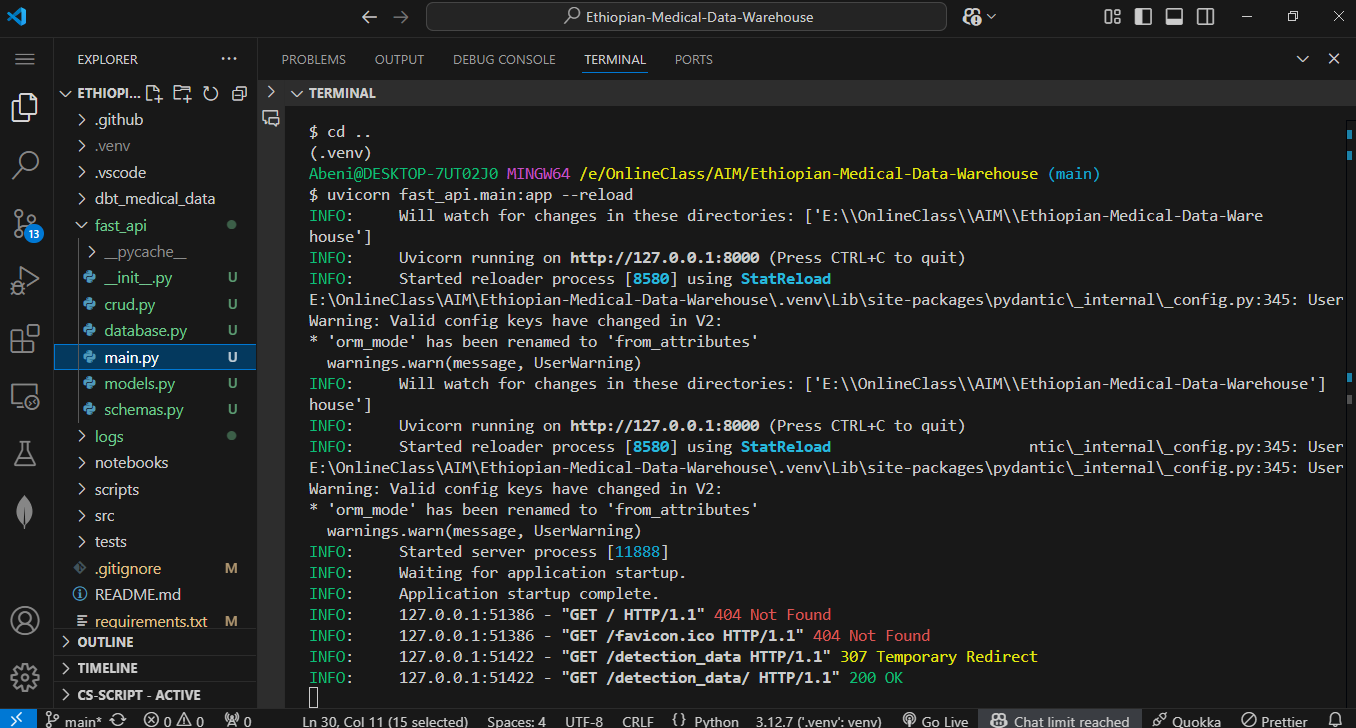 Ethiopian-Medical-Data-Warehouse
EXPLORER
ETHIOPI...
.github
.venv
.vscode
dbt_medical_data
fast_api
__pycache__
__init__.py U
crud.py U
database.py U
main.py U
models.py U
schemas.py U
logs
notebooks
scripts
src
tests
.gitignore M
README.md
requirements.txt M
OUTLINE
TIMELINE
CS-SCRIPT - ACTIVE
13
PROBLEMS OUTPUT DEBUG CONSOLE TERMINAL PORTS
TERMINAL
$ cd ..
(.venv)
Abeni@DESKTOP-7UT02J0 MINGW64 /e/OnlineClass/AIM/Ethiopian-Medical-Data-Warehouse (main)
$ uvicorn fast_api.main:app --reload
INFO: Will watch for changes in these directories: ['E:\\OnlineClass\\AIM\\Ethiopian-Medical-Data-Ware
house']
INFO: Uvicorn running on http://127.0.0.1:8000 (Press CTRL+C to quit)
INFO: Started reloader process [8580] using StatReload
E:\OnlineClass\AIM\Ethiopian-Medical-Data-Warehouse\.venv\Lib\site-packages\pydantic\_internal\_config.py:345: User
Warning: Valid config keys have changed in V2:
* 'orm_mode' has been renamed to 'from_attributes'
warnings.warn(message, UserWarning)
INFO: Will watch for changes in these directories: ['E:\\OnlineClass\\AIM\\Ethiopian-Medical-Data-Warehouse']
house']
INFO: Uvicorn running on http://127.0.0.1:8000 (Press CTRL+C to quit)
INFO: Started reloader process [8580] using StatReload ntic\_internal\_config.py:345: User
E:\OnlineClass\AIM\Ethiopian-Medical-Data-Warehouse\.venv\Lib\site-packages\pydantic\_internal\_config.py:345: User
Warning: Valid config keys have changed in V2:
* 'orm_mode' has been renamed to 'from_attributes'
warnings.warn(message, UserWarning)
INFO: Started server process [11888]
INFO: Waiting for application startup.
INFO: Application startup complete.
INFO: 127.0.0.1:51386 - "GET / HTTP/1.1" 404 Not Found
INFO: 127.0.0.1:51386 - "GET /favicon.ico HTTP/1.1" 404 Not Found
INFO: 127.0.0.1:51422 - "GET /detection_data HTTP/1.1" 307 Temporary Redirect
INFO: 127.0.0.1:51422 - "GET /detection_data/ HTTP/1.1" 200 OK
main* 0 0 0 Ln 30, Col 11 (15 selected) Spaces: 4 UTF-8 CRLF {} Python 3.12.7 ('.venv': venv) Go Live Chat limit reached Quokka Prettier